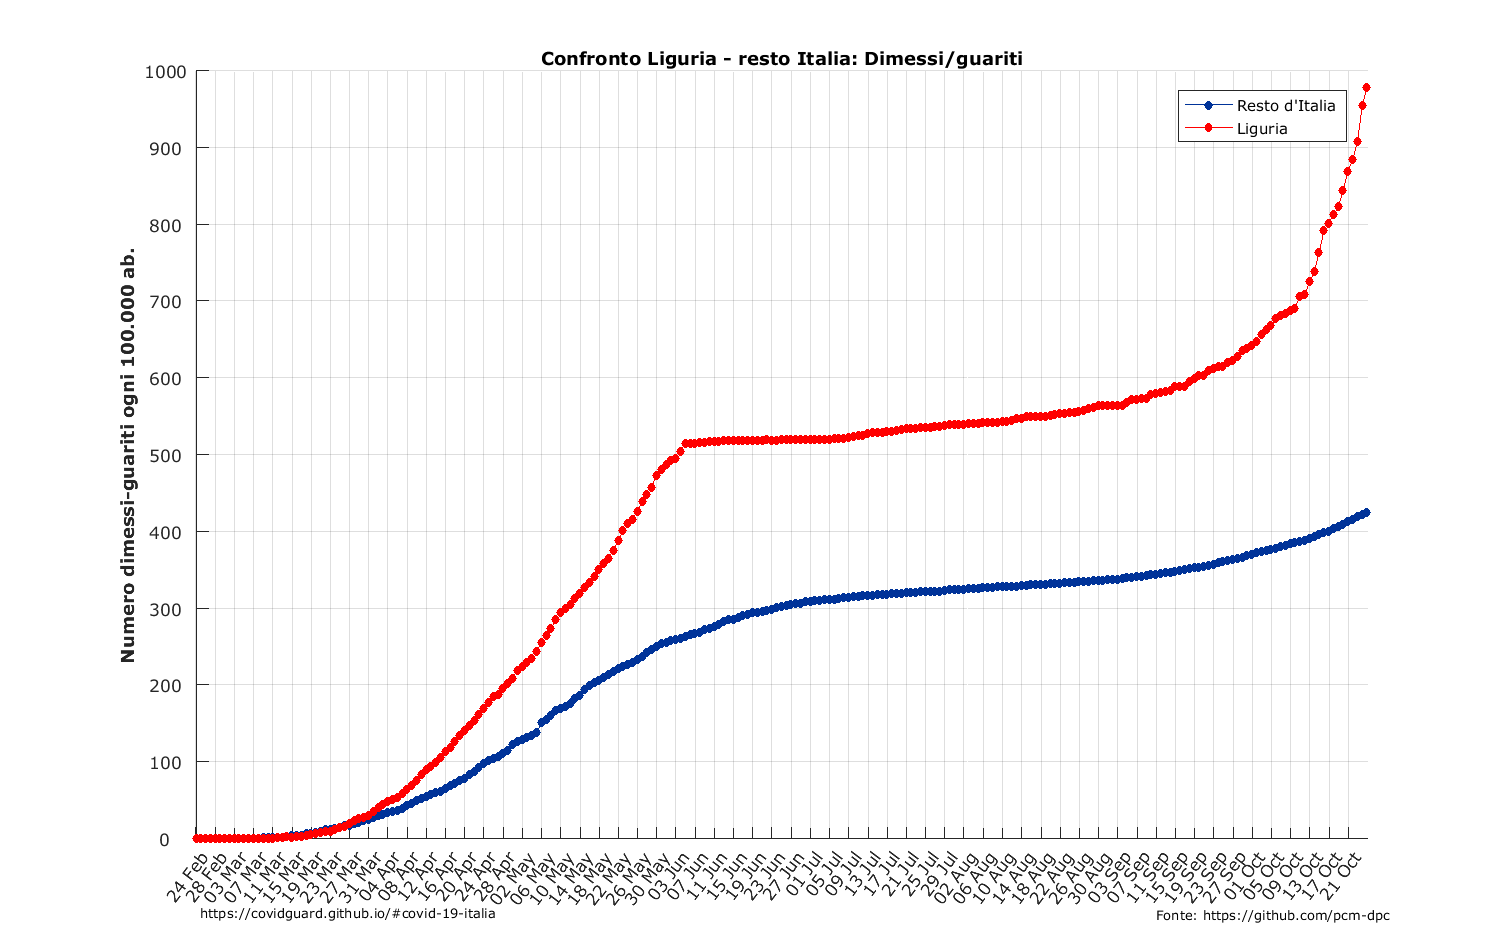 Confronto Liguria - resto Italia: Dimessi/guariti
Numero dimessi-guariti ogni 100.000 ab.
1000
900
800
700
600
500
400
300
200
100
0
Resto d'Italia
Liguria
24 Feb
28 Feb
03 Mar
07 Mar
11 Mar
15 Mar
19 Mar
23 Mar
27 Mar
31 Mar
04 Apr
08 Apr
12 Apr
16 Apr
20 Apr
24 Apr
28 Apr
02 May
06 May
10 May
14 May
18 May
22 May
26 May
30 May
03 Jun
07 Jun
11 Jun
15 Jun
19 Jun
23 Jun
27 Jun
01 Jul
05 Jul
09 Jul
13 Jul
17 Jul
21 Jul
25 Jul
29 Jul
02 Aug
06 Aug
10 Aug
14 Aug
18 Aug
22 Aug
26 Aug
30 Aug
03 Sep
07 Sep
11 Sep
15 Sep
19 Sep
23 Sep
27 Sep
01 Oct
05 Oct
09 Oct
13 Oct
17 Oct
21 Oct
https://covidguard.github.io/#covid-19-italia
Fonte: https://github.com/pcm-dpc